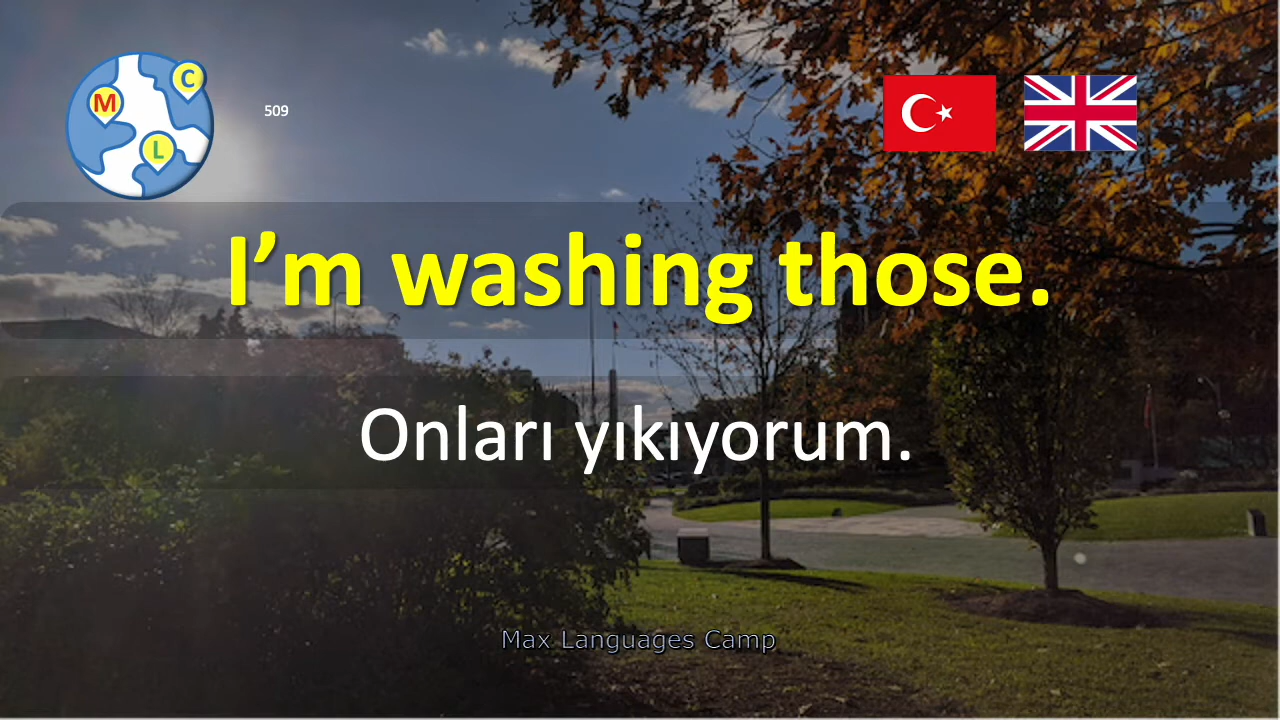 M
C
L
509
I’m washing those.
Onları yıkıyorum.
Max Languages Camp